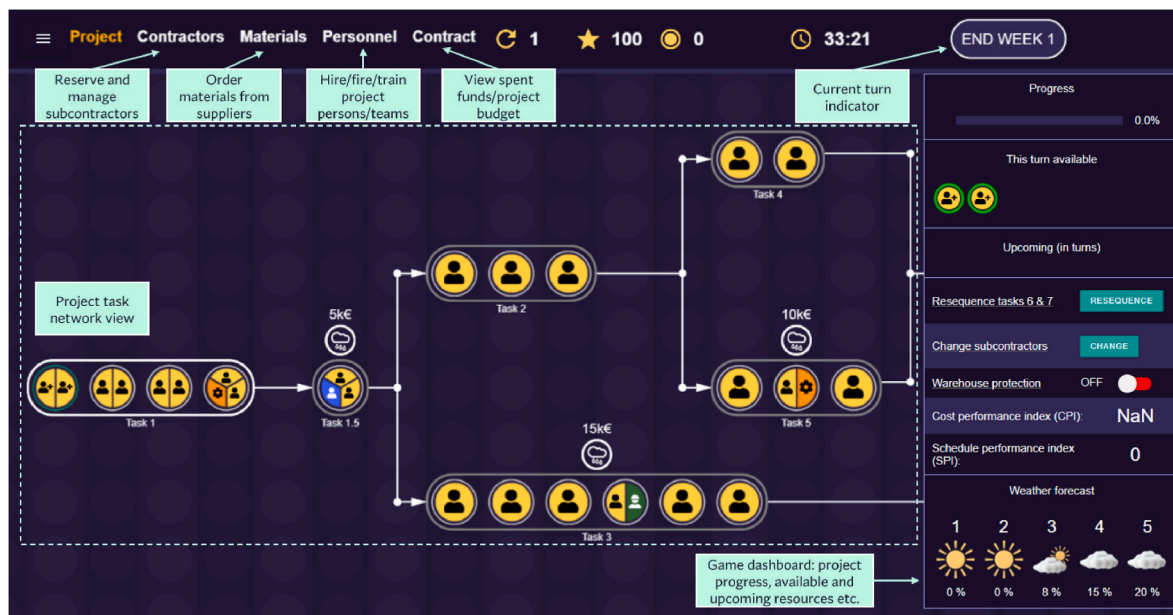 Project Contractors Materials Personnel Contract 1 100 0 33:21 END WEEK 1
Reserve and
manage
subcontractors
Order
materials from
suppliers
Hire/fire/train
project
persons/teams
View spent
funds/project
budget
Current turn
indicator
Progress
0.0%
This turn available
Upcoming (in turns)
Resequence tasks 6 & 7 RESEQUENCE
Change subcontractors CHANGE
Warehouse protection OFF
Cost performance index (CPI): NaN
Schedule performance index
(SPI): 0
Weather forecast
1 2 3 4 5
0 % 0 % 8 % 15 % 20 %
Project task
network view
Task 1
5k€
Task 1.5
Task 2
15k€
Task 3
Task 4
10k€
Task 5
Game dashboard: project
progress, available and
upcoming resources etc.